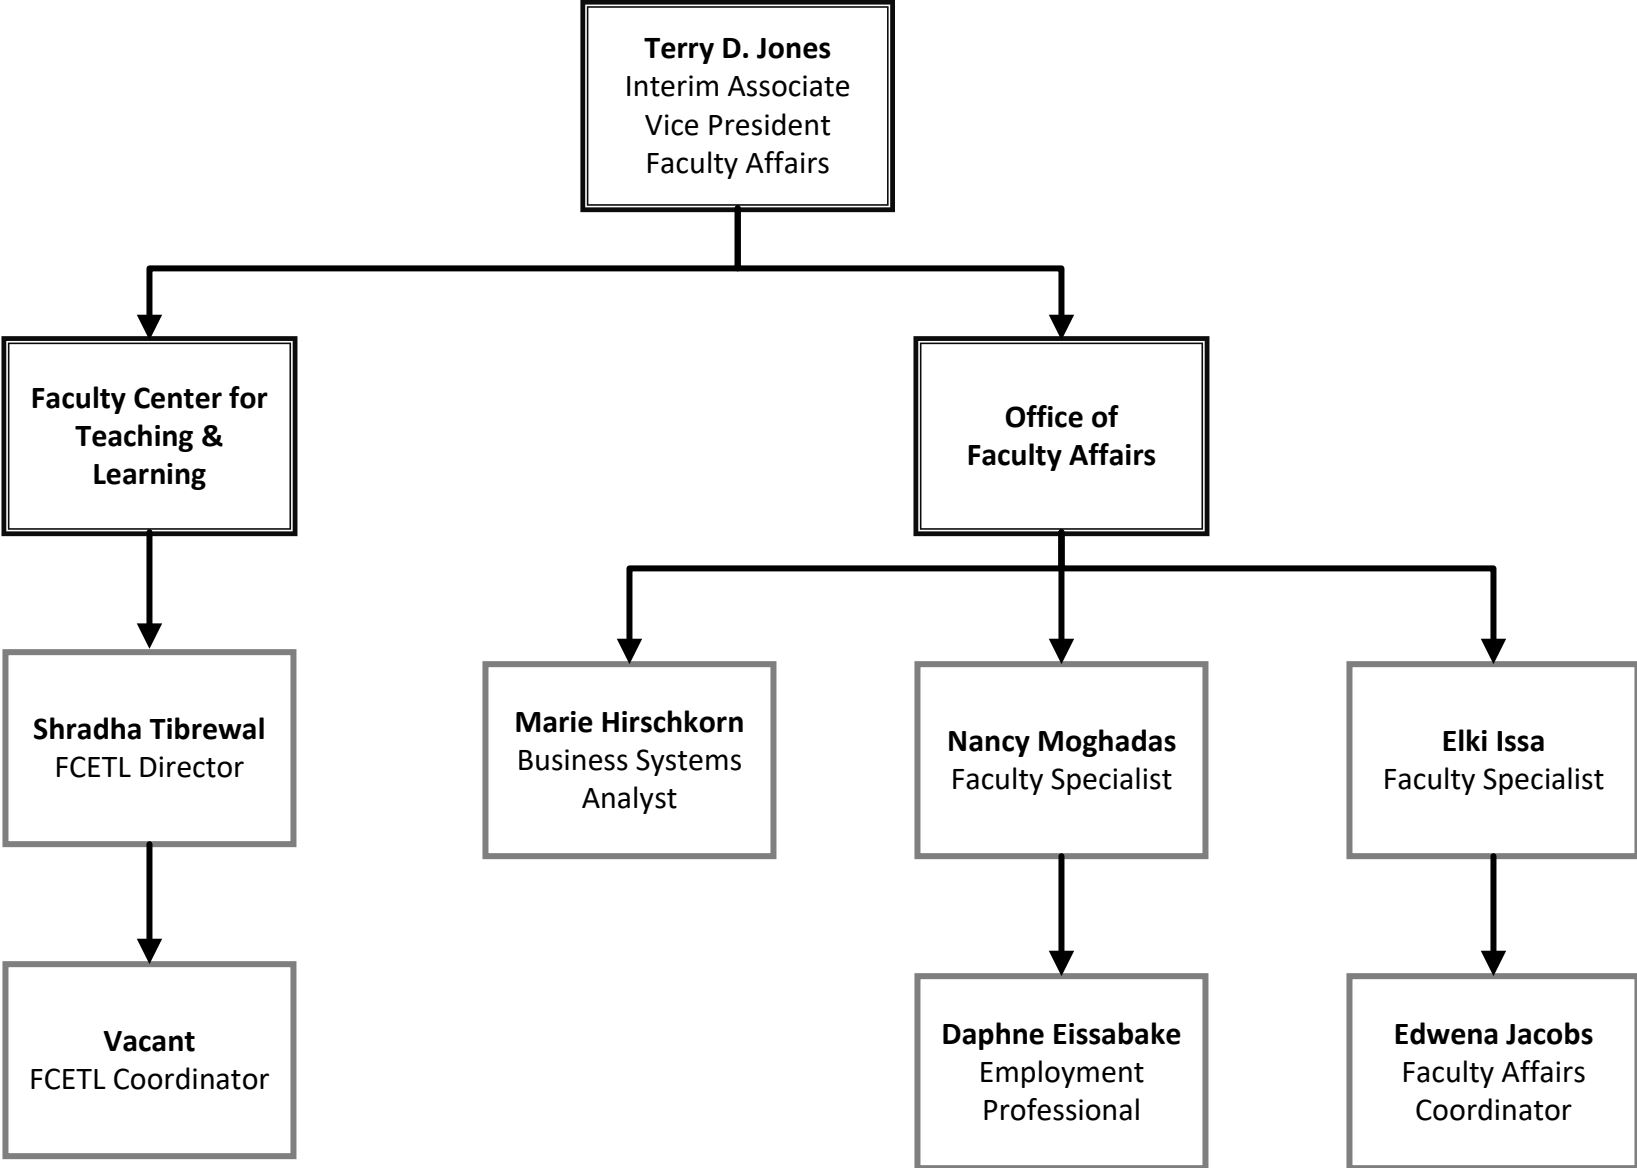 Terry D. Jones
Interim Associate
Vice President
Faculty Affairs
Faculty Center for
Teaching &
Learning
Office of
Faculty Affairs
Shradha Tibrewal
FCETL Director
Marie Hirschkorn
Business Systems
Analyst
Nancy Moghadas
Faculty Specialist
Elki Issa
Faculty Specialist
Vacant
FCETL Coordinator
Daphne Eissabake
Employment
Professional
Edwena Jacobs
Faculty Affairs
Coordinator